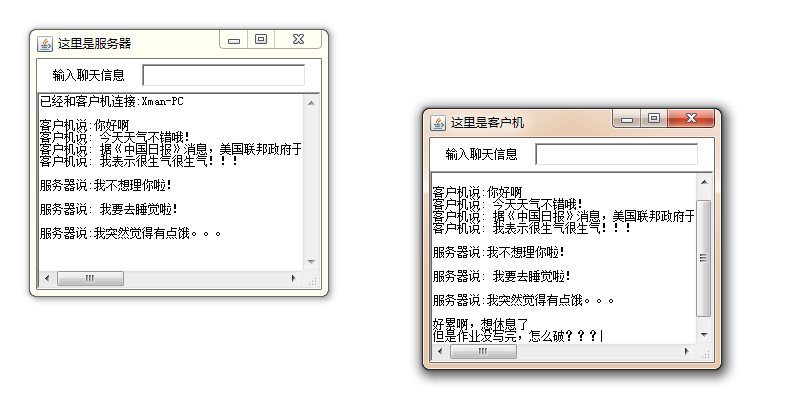 这里是服务器
输入聊天信息
已经和客户机连接:Xman-PC
客户机说:你好啊
客户机说: 今天天气不错哦!
客户机说: 据《中国日报》消息，美国联邦政府于
客户机说: 我表示很生气很生气!!!
服务器说:我不想理你啦!
服务器说: 我要去睡觉啦!
服务器说:我突然觉得有点饿。。。
这里是客户机
输入聊天信息
客户机说:你好啊
客户机说: 今天天气不错哦!
客户机说: 据《中国日报》消息，美国联邦政府于
客户机说: 我表示很生气很生气!!!
服务器说:我不想理你啦!
服务器说: 我要去睡觉啦!
服务器说:我突然觉得有点饿。。。
好累啊，想休息了
但是作业没写完，怎么破？？？